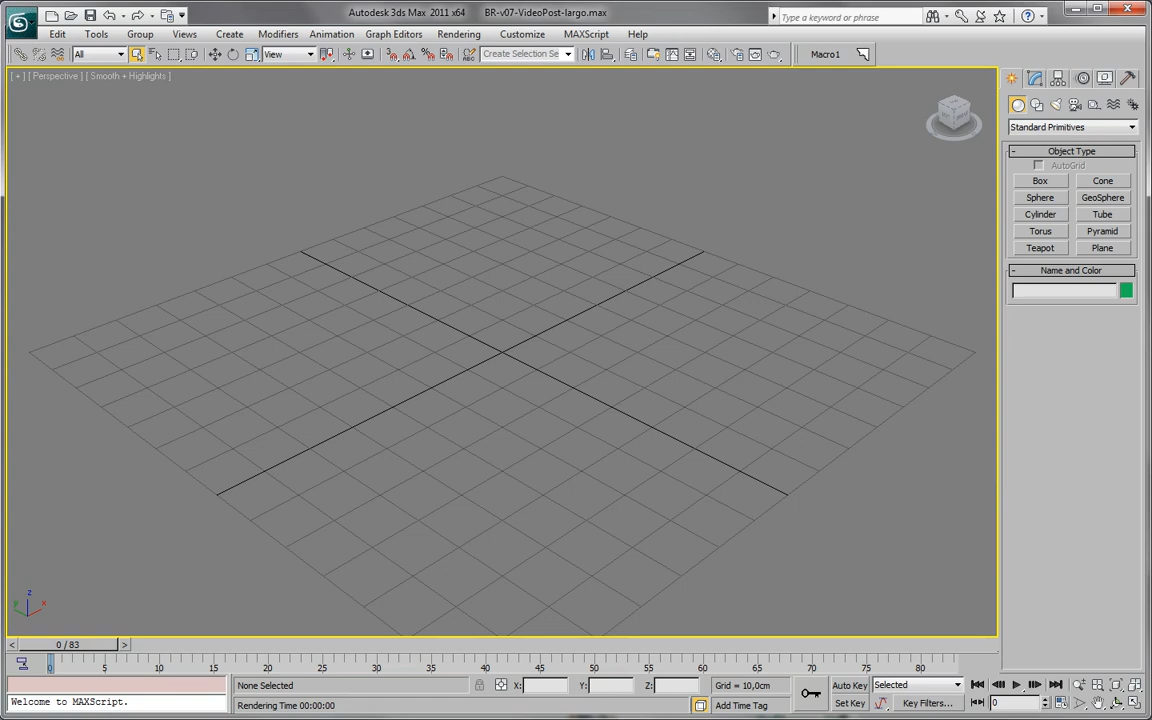 Autodesk 3ds Max 2011 x64 BR-v07-VideoPost-largo.max
Type a keyword or phrase
Edit Tools Group Views Create Modifiers Animation Graph Editors Rendering Customize MAXScript Help
All View Create Selection Se Macro1
[ + ] [ Perspective ] [ Smooth + Highlights ]
Standard Primitives
- Object Type
AutoGrid
Box Cone
Sphere GeoSphere
Cylinder Tube
Torus Pyramid
Teapot Plane
- Name and Color
z
y x
< 0 / 83 >
0 5 10 15 20 25 30 35 40 45 50 55 60 65 70 75 80
None Selected X: Y: Z: Grid = 10,0cm Auto Key Selected
Welcome to MAXScript. Rendering Time 00:00:00 Add Time Tag Set Key Key Filters... 0